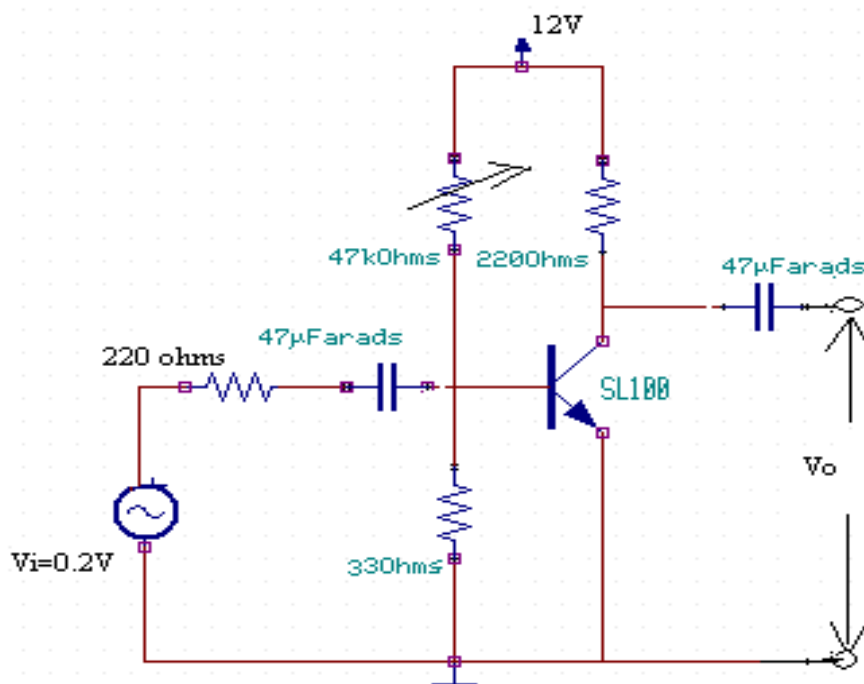 12V
47kOhms
220Ohms
47µFarads
47µFarads
220 ohms
SL100
Vo
Vi=0.2V
33Ohms